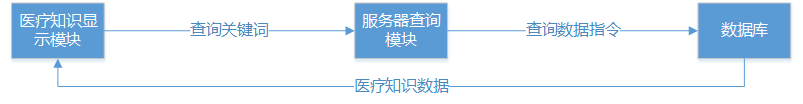 医疗知识显
示模块
查询关键词
服务器查询
模块
查询数据指令
数据库
医疗知识数据